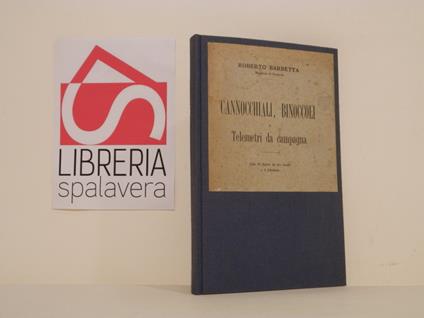 LIBRERIA
spalavera
ROBERTO BARBETTA
CANNOCCHIALI, BINOCCOLI
e
Telemetri da campagna